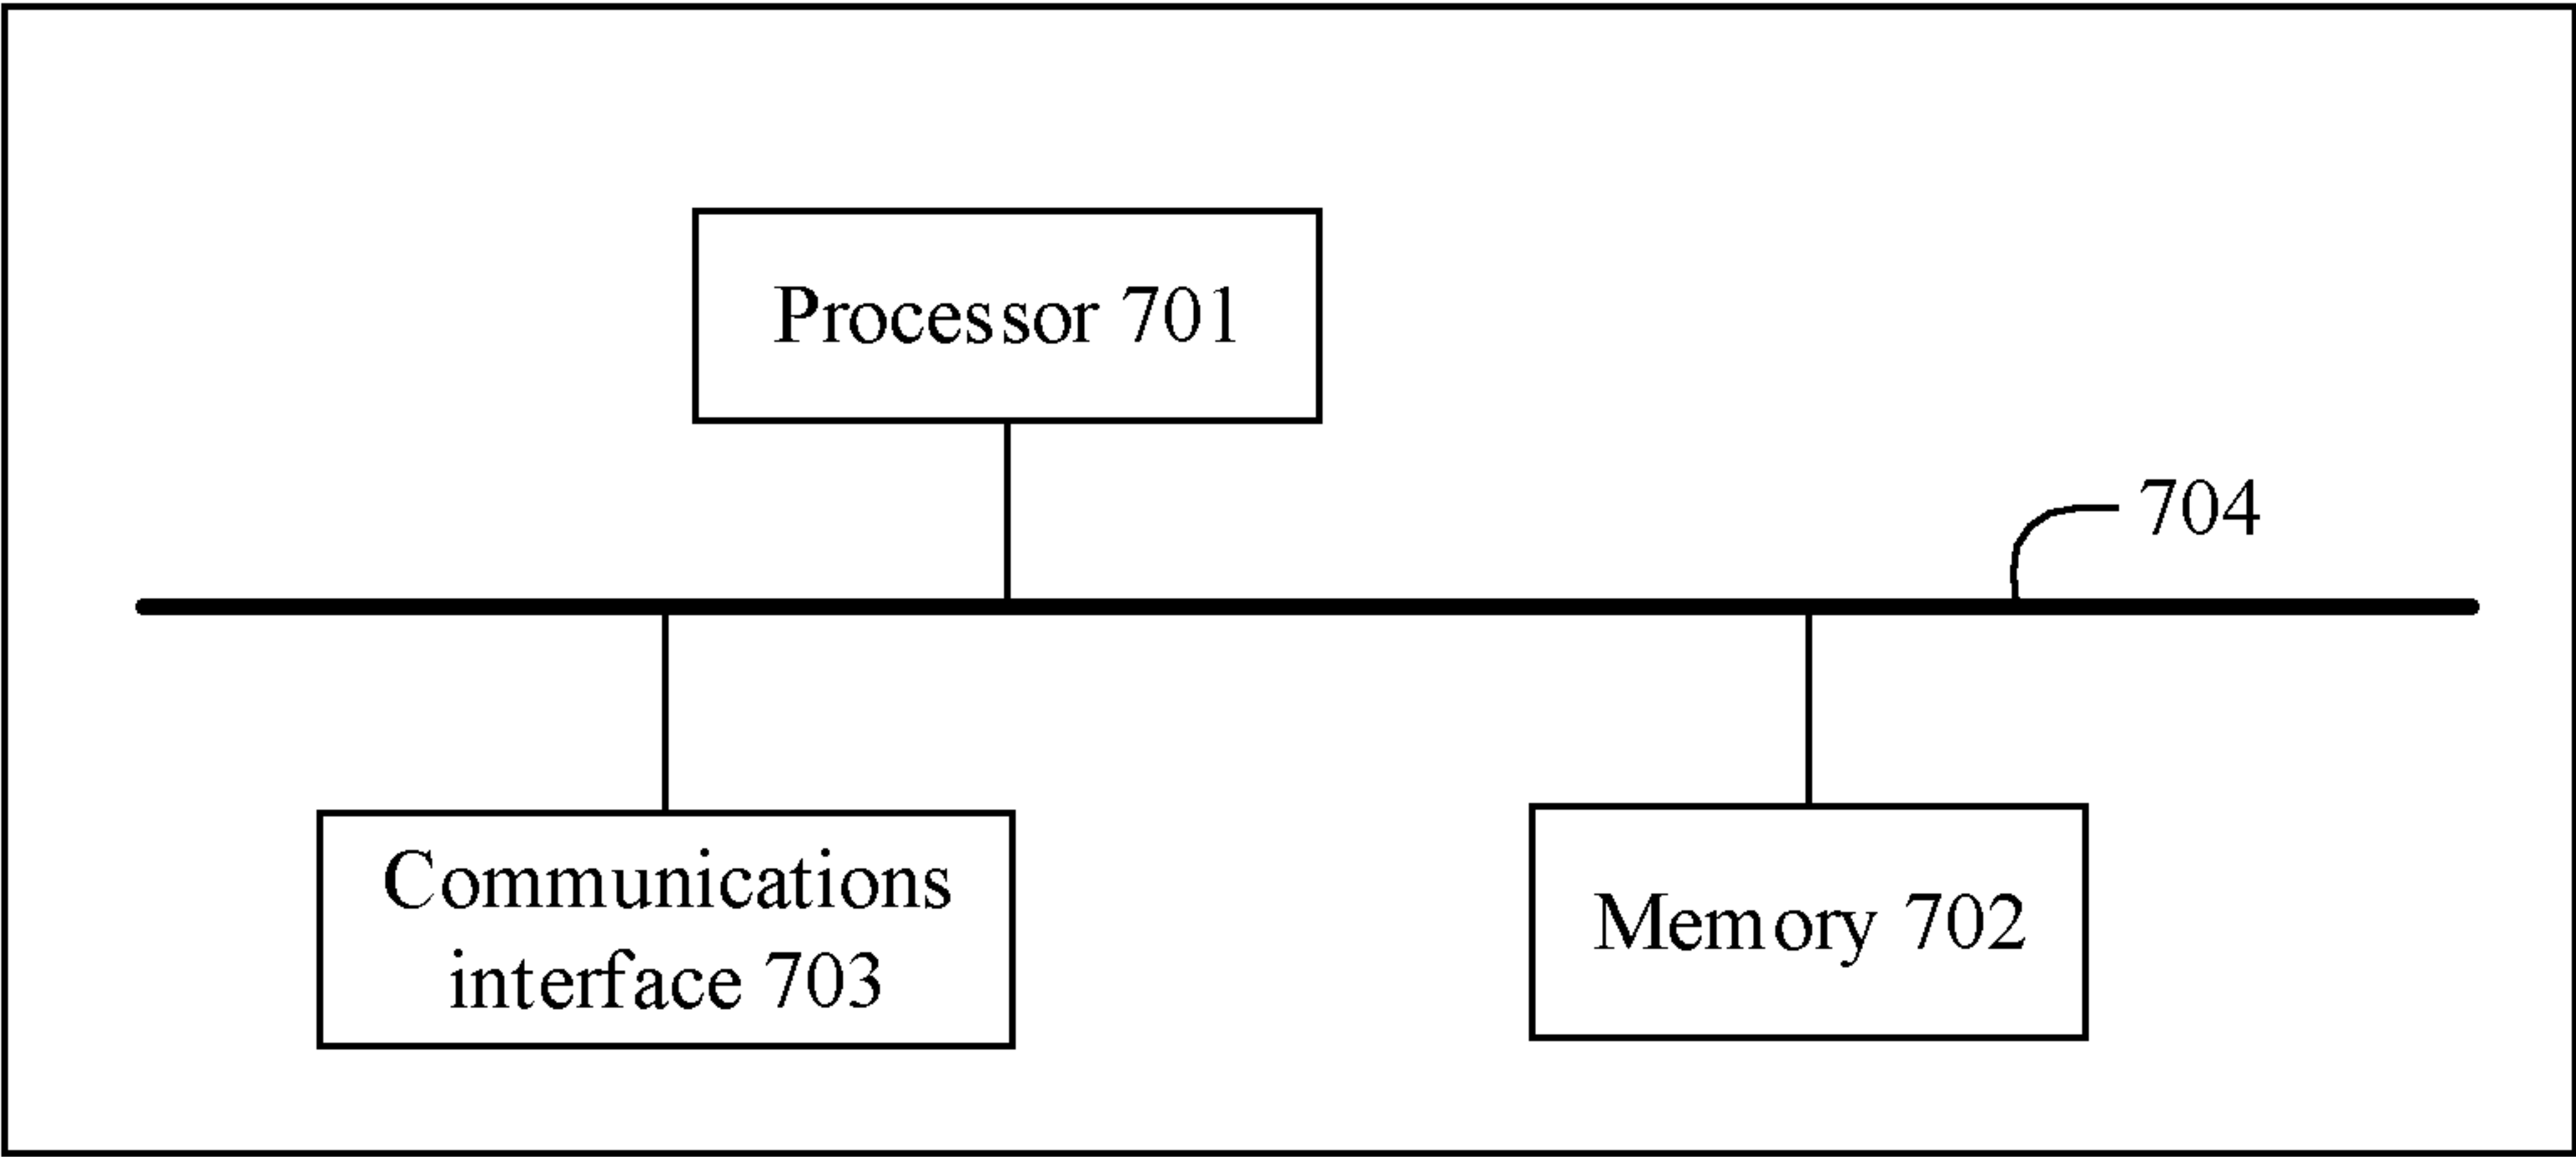 Processor 701
704
Communications
interface 703
Memory 702